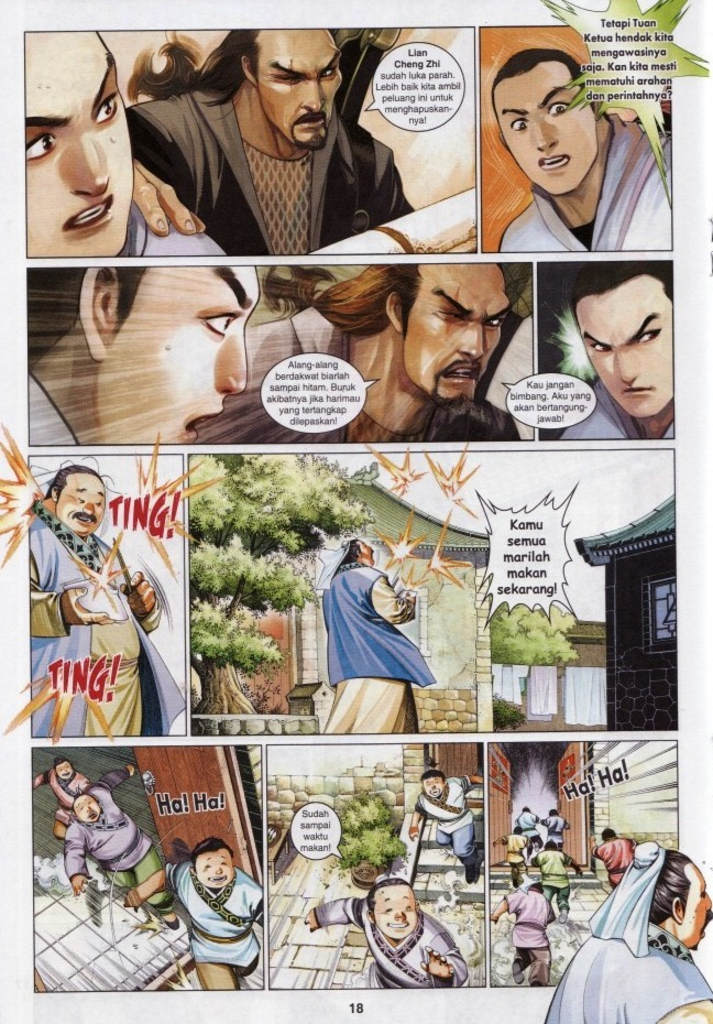 Lian
Cheng Zhi
sudah luka parah.
Lebih baik kita ambil
peluang ini untuk
menghapuskan-
nya!
Tetapi Tuan
Ketua hendak kita
mengawasinya
saja. Kan kita mesti
mematuhi arahan
dan perintahnya?
Alang-alang
berdakwat biarlah
sampai hitam. Buruk
akibatnya jika harimau
yang tertangkap
dilepaskan!
Kau jangan
bimbang. Aku yang
akan bertanggung-
jawab!
TING!
TING!
Kamu
semua
marilah
makan
sekarang!
Ha! Ha!
Sudah
sampai
waktu
makan!
Ha! Ha!
18